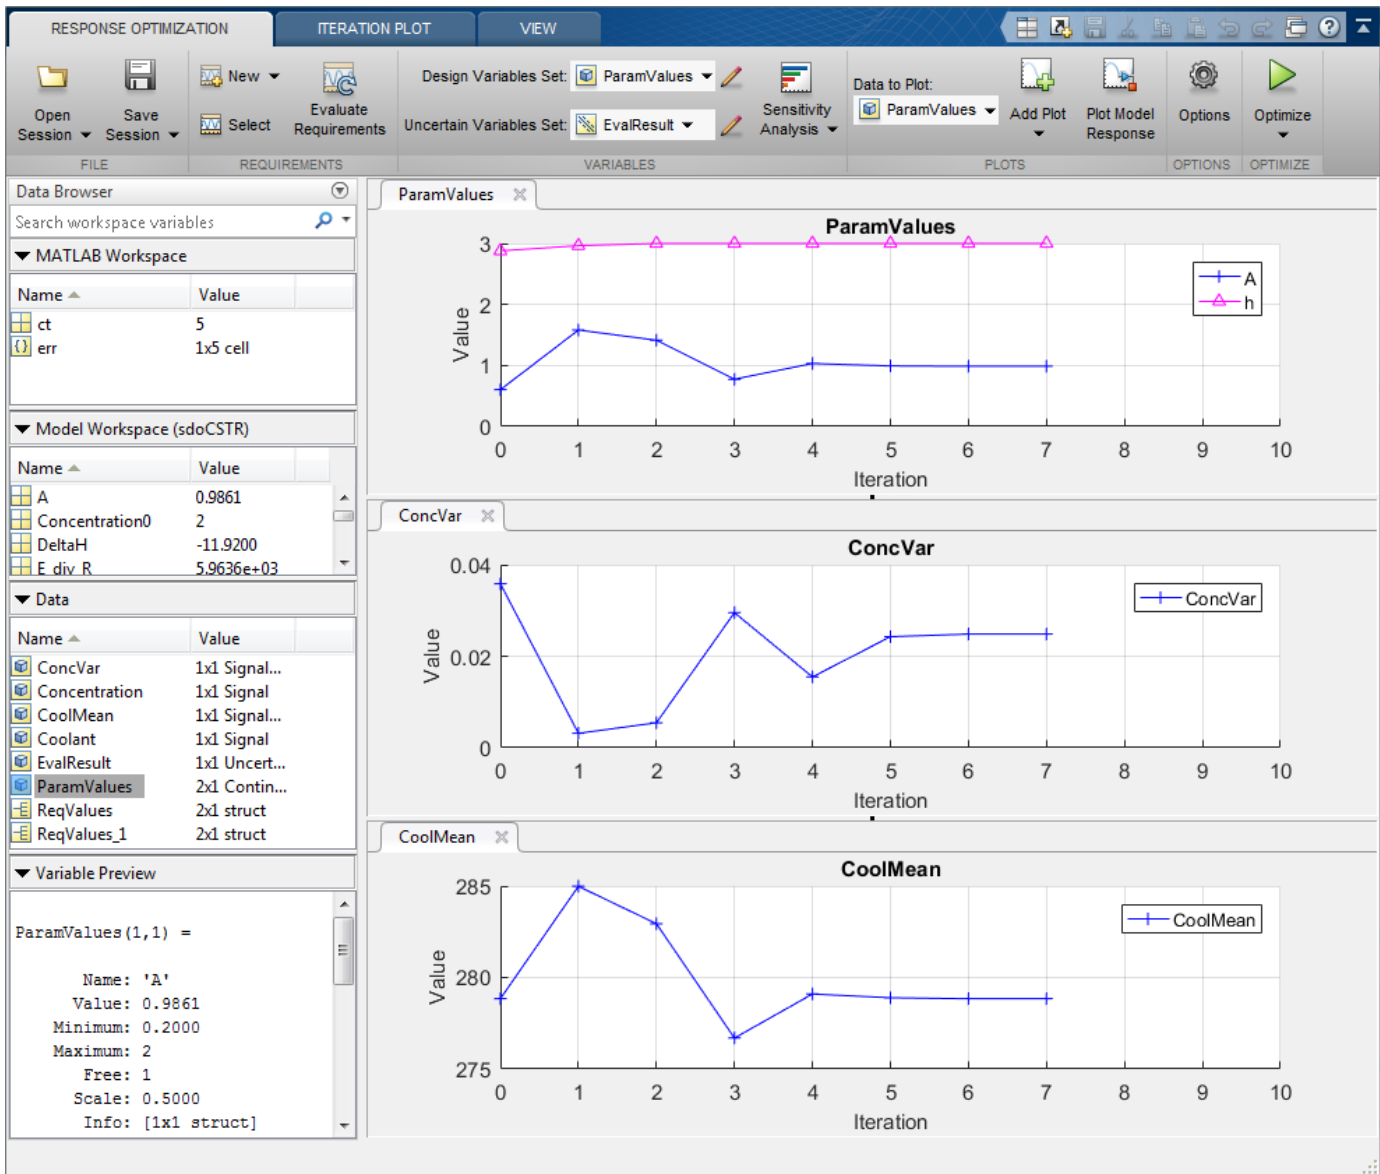 RESPONSE OPTIMIZATION ITERATION PLOT VIEW
Open Session Save Session New Select Evaluate Requirements
Design Variables Set: ParamValues
Uncertain Variables Set: EvalResult
Sensitivity Analysis
Data to Plot:
ParamValues
Add Plot Plot Model Response Options Optimize
FILE REQUIREMENTS VARIABLES PLOTS OPTIONS OPTIMIZE
Data Browser
Search workspace variables
MATLAB Workspace
Name Value
ct 5
err 1x5 cell
Model Workspace (sdoCSTR)
Name Value
A 0.9861
Concentration0 2
DeltaH -11.9200
E_div_R 5.9636e+03
Data
Name Value
ConcVar 1x1 Signal...
Concentration 1x1 Signal
CoolMean 1x1 Signal...
Coolant 1x1 Signal
EvalResult 1x1 Uncert...
ParamValues 2x1 Contin...
ReqValues 2x1 struct
ReqValues_1 2x1 struct
Variable Preview
ParamValues(1,1) =
Name: 'A'
Value: 0.9861
Minimum: 0.2000
Maximum: 2
Free: 1
Scale: 0.5000
Info: [1x1 struct]
ParamValues
ParamValues
3
2
1
0
Value
A
h
0 1 2 3 4 5 6 7 8 9 10
Iteration
ConcVar
ConcVar
0.04
0.02
0
Value
ConcVar
0 1 2 3 4 5 6 7 8 9 10
Iteration
CoolMean
CoolMean
285
280
275
Value
CoolMean
0 1 2 3 4 5 6 7 8 9 10
Iteration